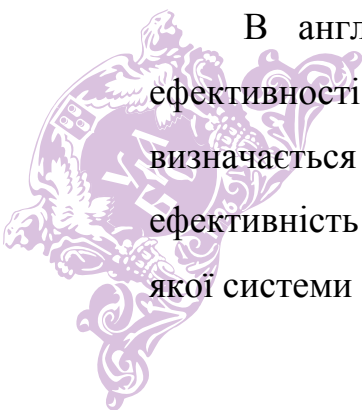 В англ
ефективності
визначається
ефективність
якої системи